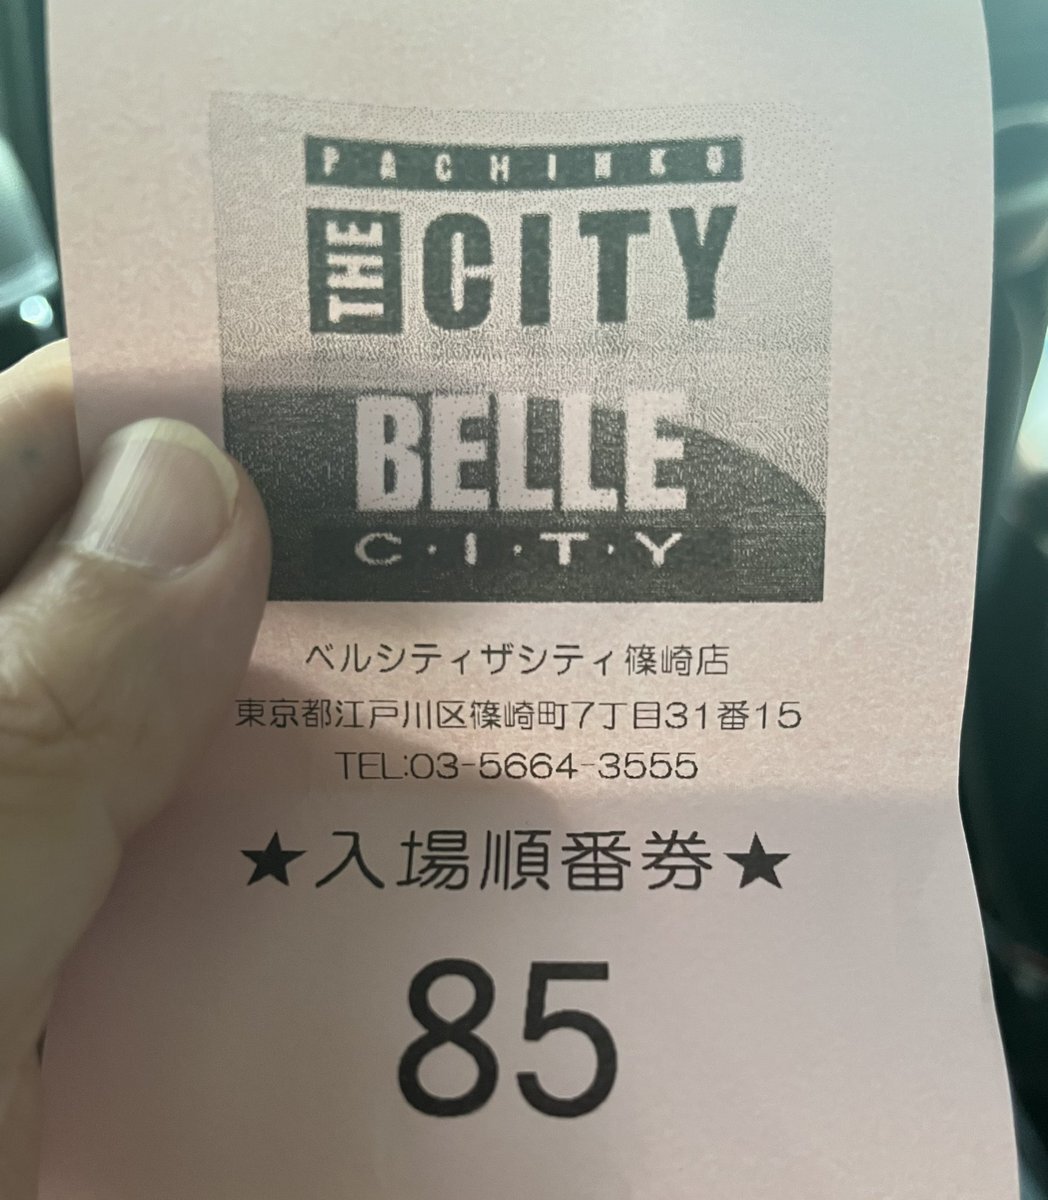 PACHINKO
THE CITY
BELLE
C・I・T・Y
ベルシティザシティ篠崎店
東京都江戸川区篠崎町7丁目31番15
TEL:03-5664-3555
★入場順番券★
85